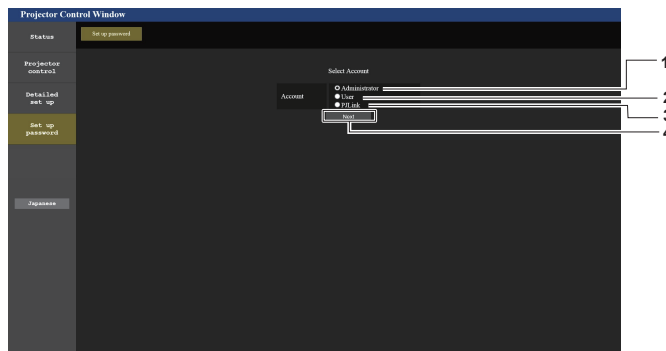 Projector Control Window
Status
Set up password
Projector
control
Detailed
set up
Set up
password
Japanese
Select Account
Account
Administrator
User
PJLink
Next
1
2
3
4